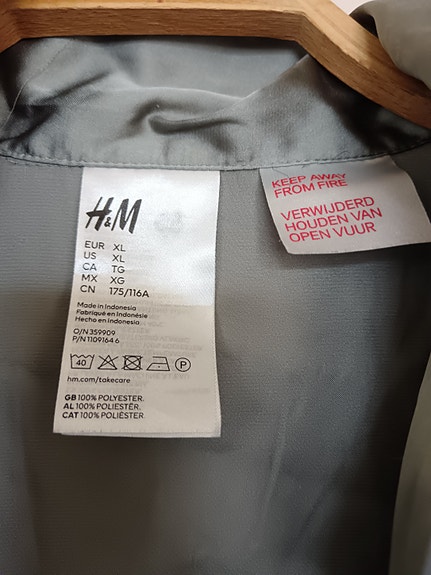 H&M
EUR XL
US XL
CA TG
MX XG
CN 175/116A
Made in Indonesia
Fabriqué en Indonésie
Hecho en Indonesia
O/N 359909
P/N 1109164 6
40 P
hm.com/takecare
GB 100% POLYESTER.
AL 100% POLIESTËR.
CAT 100% POLIÈSTER.
KEEP AWAY
FROM FIRE
VERWIJDERD
HOUDEN VAN
OPEN VUUR